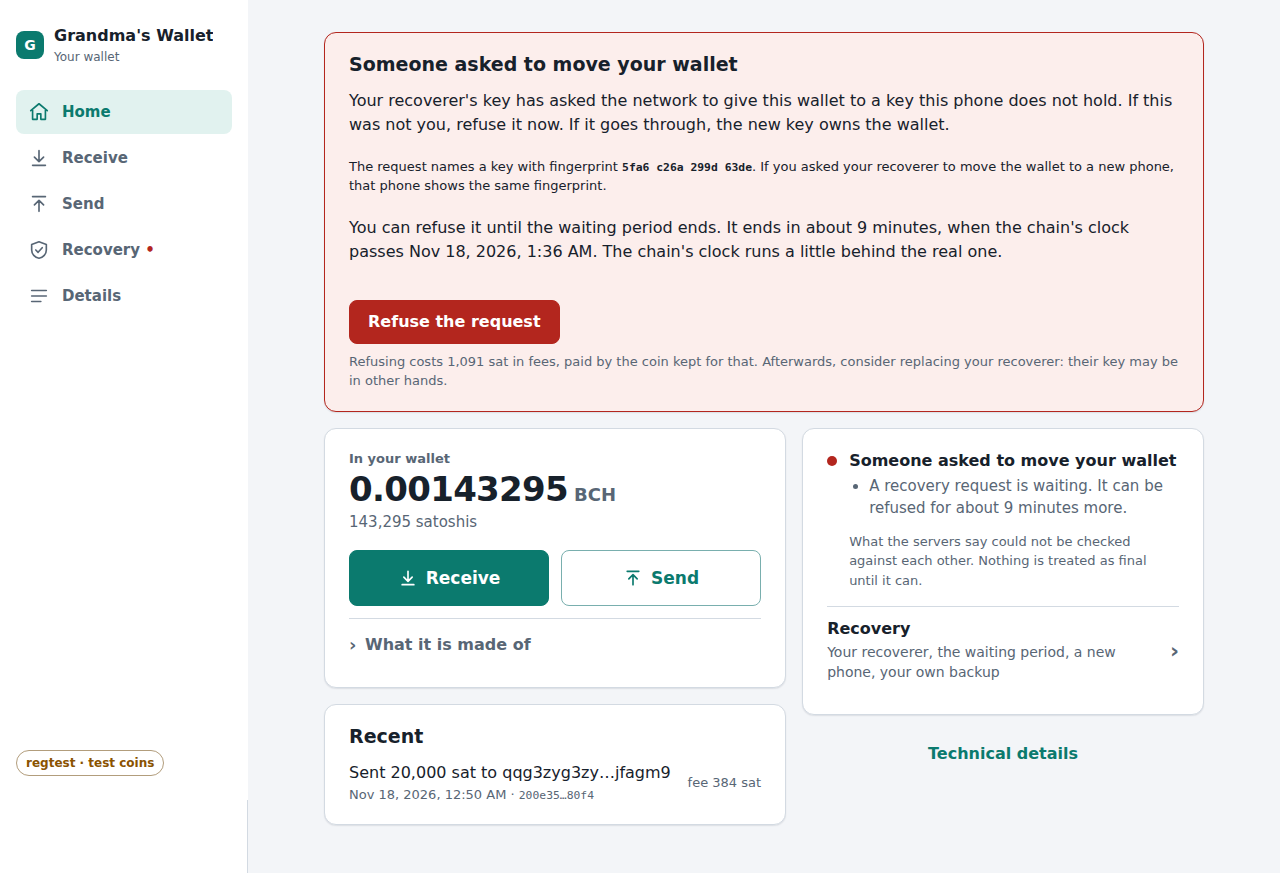 G
Grandma's Wallet
Your wallet
Home
Receive
Send
Recovery •
Details
regtest · test coins
Someone asked to move your wallet
Your recoverer's key has asked the network to give this wallet to a key this phone does not hold. If this
was not you, refuse it now. If it goes through, the new key owns the wallet.
The request names a key with fingerprint 5fa6 c26a 299d 63de. If you asked your recoverer to move the wallet to a new phone,
that phone shows the same fingerprint.
You can refuse it until the waiting period ends. It ends in about 9 minutes, when the chain's clock
passes Nov 18, 2026, 1:36 AM. The chain's clock runs a little behind the real one.
Refuse the request
Refusing costs 1,091 sat in fees, paid by the coin kept for that. Afterwards, consider replacing your recoverer: their key may be
in other hands.
In your wallet
0.00143295 BCH
143,295 satoshis
Receive
Send
› What it is made of
Recent
Sent 20,000 sat to qqg3zyg3zy…jfagm9
fee 384 sat
Nov 18, 2026, 12:50 AM · 200e35…80f4
Someone asked to move your wallet
• A recovery request is waiting. It can be
refused for about 9 minutes more.
What the servers say could not be checked
against each other. Nothing is treated as final
until it can.
Recovery
Your recoverer, the waiting period, a new
phone, your own backup
›
Technical details